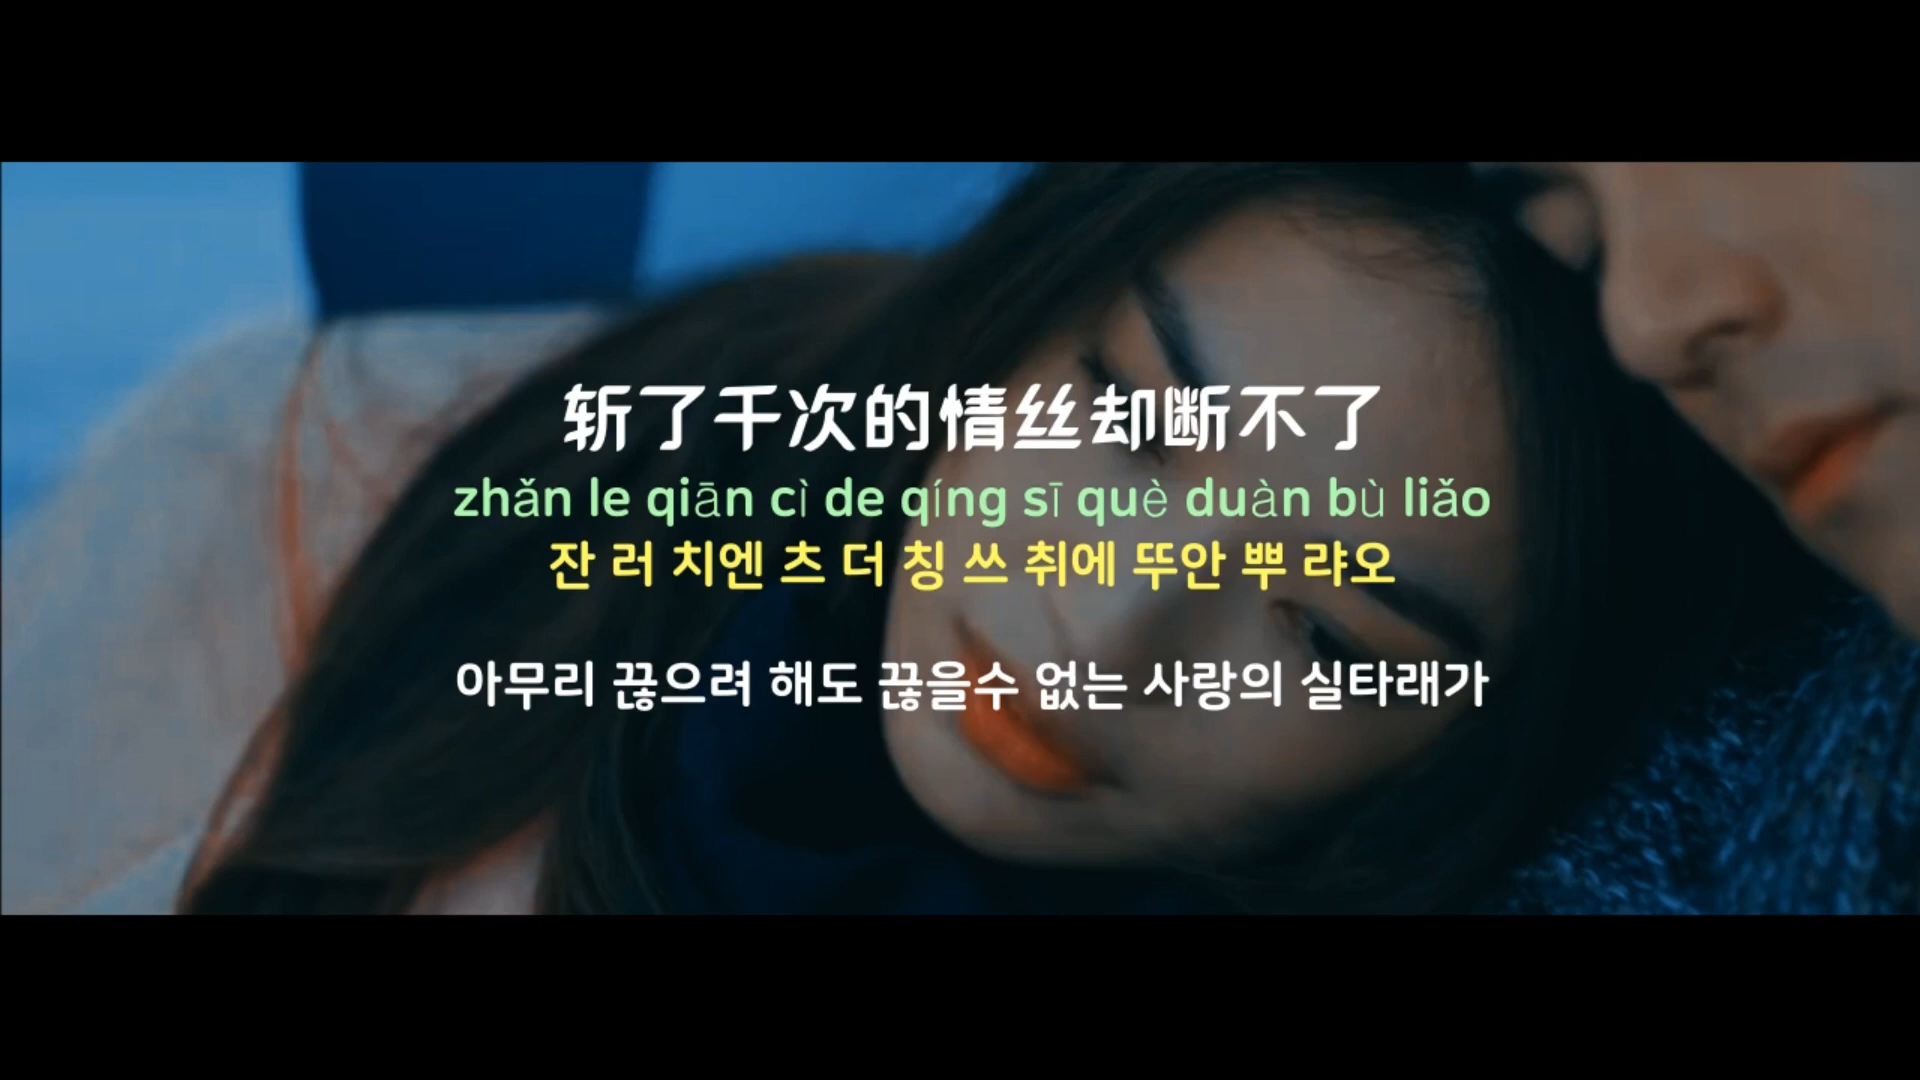 斩了千次的情丝却断不了
zhǎn le qiān cì de qíng sī què duàn bù liǎo
잔 러 치엔 츠 더 칭 쓰 취에 뚜안 뿌 랴오
아무리 끊으려 해도 끊을수 없는 사랑의 실타래가